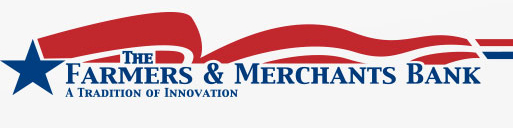 The
Farmers & Merchants Bank
A Tradition of Innovation